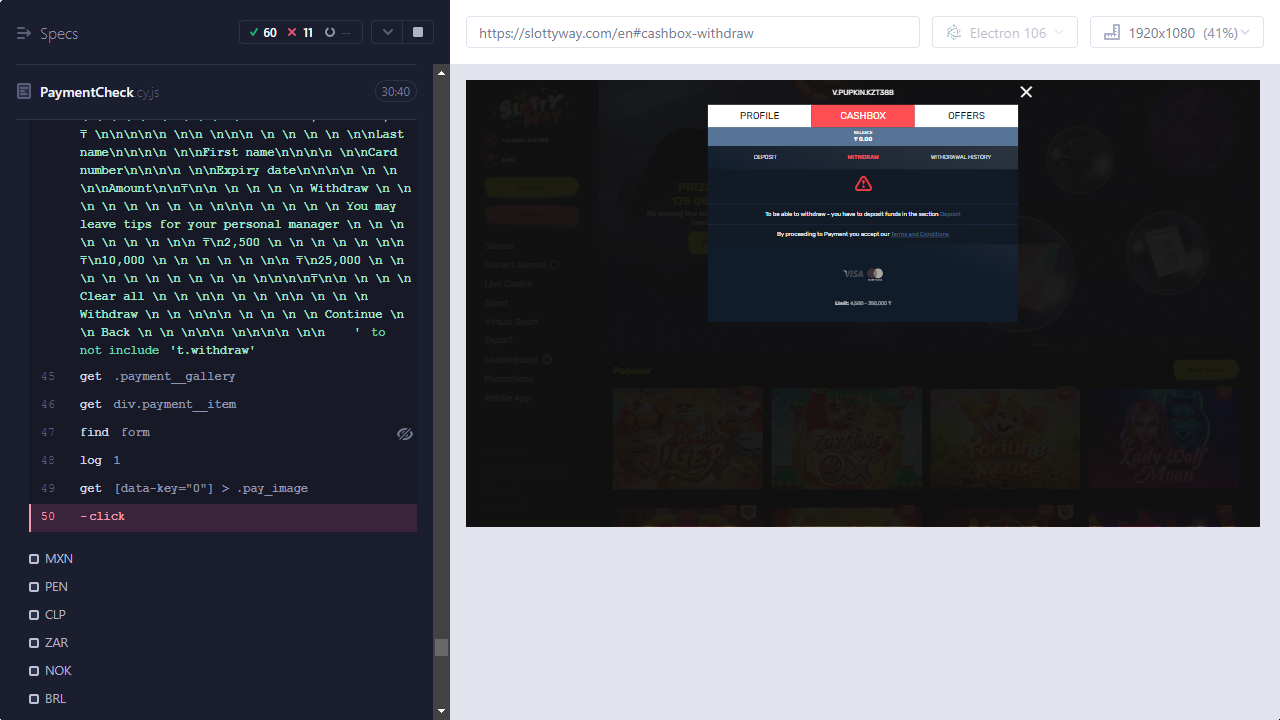 Specs
60
11
--
PaymentCheck.cy.js
30:40
₸ \n\n\n\n\n \n\n \n\n\n \n \n \n \n \n\nLast
name\n\n\n\n \n\nFirst name\n\n\n\n \n\nCard
number\n\n\n\n \n\nExpiry date\n\n\n\n \n \n
\n\nAmount\n\n₸\n\n \n \n \n \n Withdraw \n \n
\n \n \n \n \n \n \n\n\n \n \n \n \n You may
leave tips for your personal manager \n \n \n
\n \n \n \n \n\n ₸\n2,500 \n \n \n \n \n \n\n
₸\n10,000 \n \n \n \n \n \n\n ₸\n25,000 \n \n
\n \n \n \n \n \n \n \n \n\n\n\n₸\n\n \n \n \n
Clear all \n \n \n\n \n \n \n\n \n \n \n
Withdraw \n \n \n\n\n \n \n \n \n Continue \n
\n Back \n \n \n\n\n \n\n\n\n \n\n ' to
not include 't.withdraw'
45 get .payment__gallery
46 get div.payment__item
47 find form
48 log 1
49 get [data-key="0"] > .pay_image
50 -click
MXN
PEN
CLP
ZAR
NOK
BRL
https://slottyway.com/en#cashbox-withdraw
Electron 106
1920x1080 (41%)
V.PUPKIN.KZT388
PROFILE
CASHBOX
OFFERS
BALANCE
₸ 0.00
DEPOSIT
WITHDRAW
WITHDRAWAL HISTORY
To be able to withdraw - you have to deposit funds in the section Deposit
By proceeding to Payment you accept our Terms and Conditions
VISA
Limit: 4,500 - 350,000 ₸
SLOTTY
WAY
Games
Recent Games
Live Casino
Sport
Virtual Sport
Esport
Leaderboard
Promotions
Mobile App
Popular
FORTUNE
TIGER
FORTUNE
OX
Fortune
Mouse
Lady Wolf
Moon